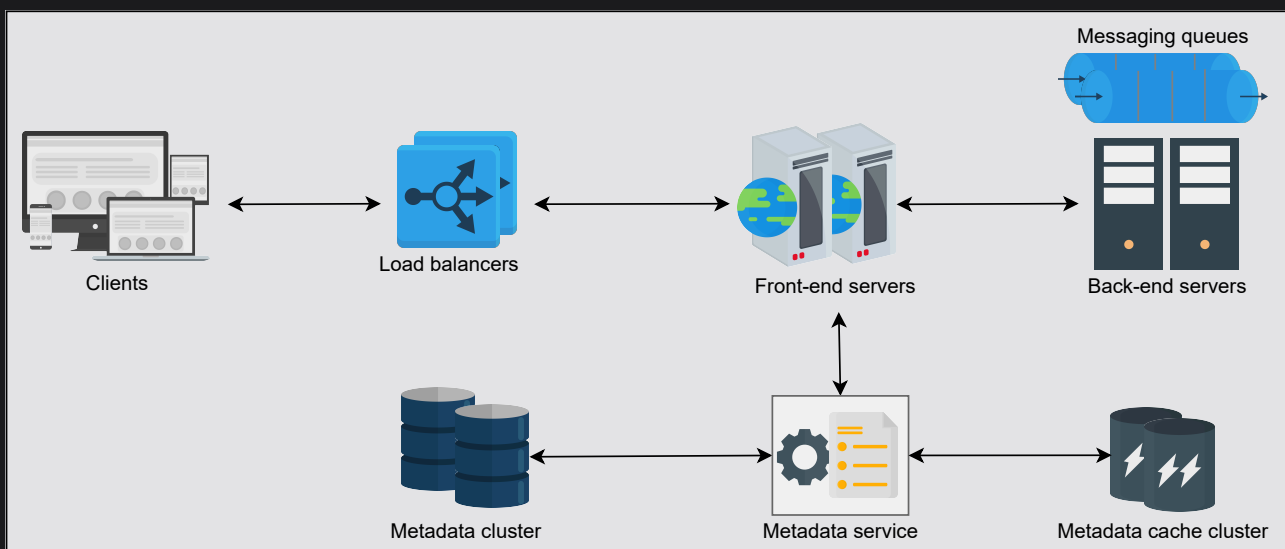 Messaging queues
Clients
Load balancers
Front-end servers
Back-end servers
Metadata cluster
Metadata service
Metadata cache cluster